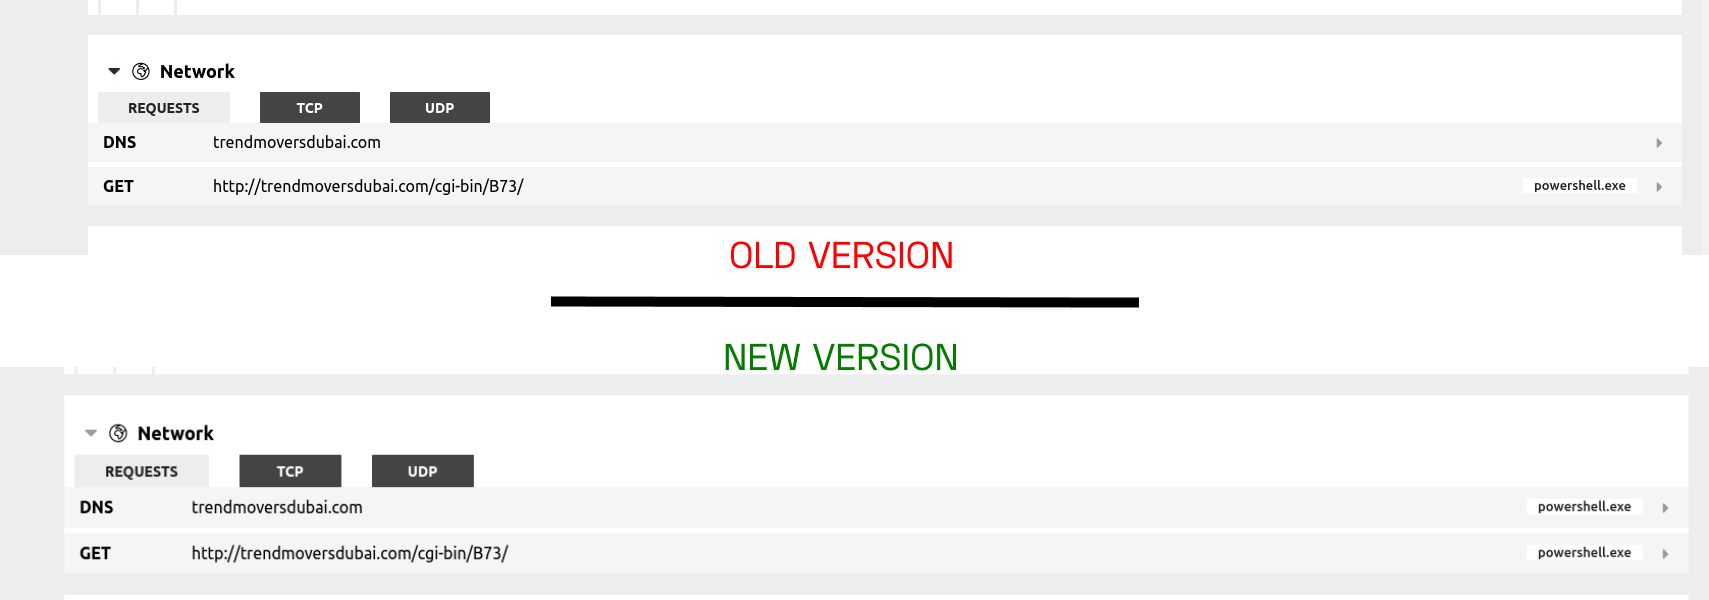 Network
REQUESTS TCP UDP
DNS trendmoversdubai.com
GET http://trendmoversdubai.com/cgi-bin/B73/ powershell.exe
OLD VERSION
NEW VERSION
Network
REQUESTS TCP UDP
DNS trendmoversdubai.com powershell.exe
GET http://trendmoversdubai.com/cgi-bin/B73/ powershell.exe